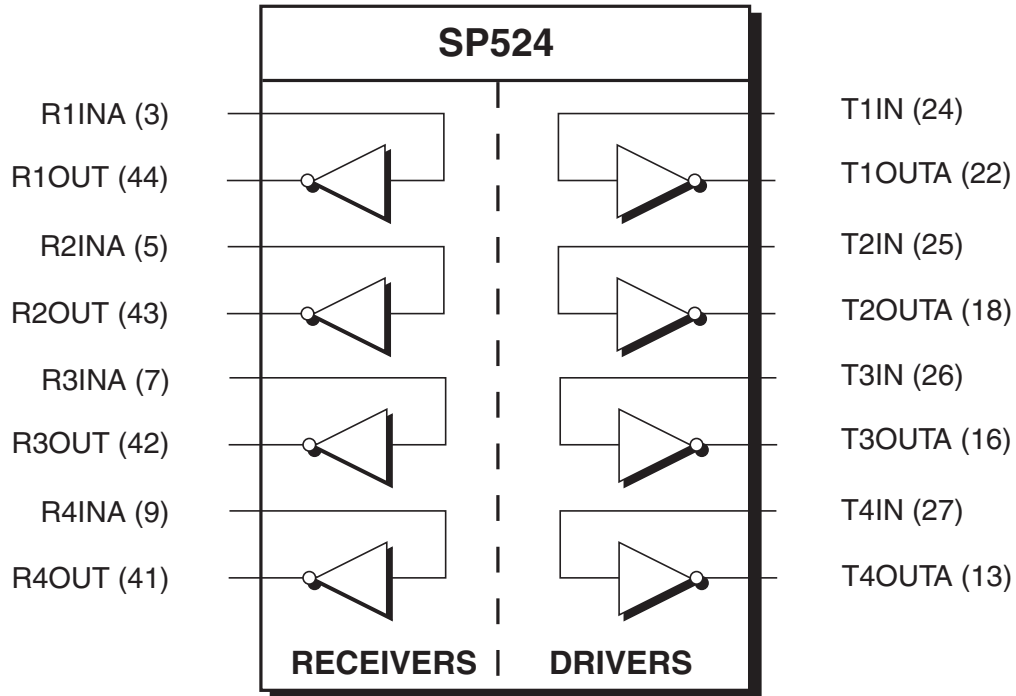 SP524
R1INA (3)
R1OUT (44)
R2INA (5)
R2OUT (43)
R3INA (7)
R3OUT (42)
R4INA (9)
R4OUT (41)
T1IN (24)
T1OUTA (22)
T2IN (25)
T2OUTA (18)
T3IN (26)
T3OUTA (16)
T4IN (27)
T4OUTA (13)
RECEIVERS
DRIVERS